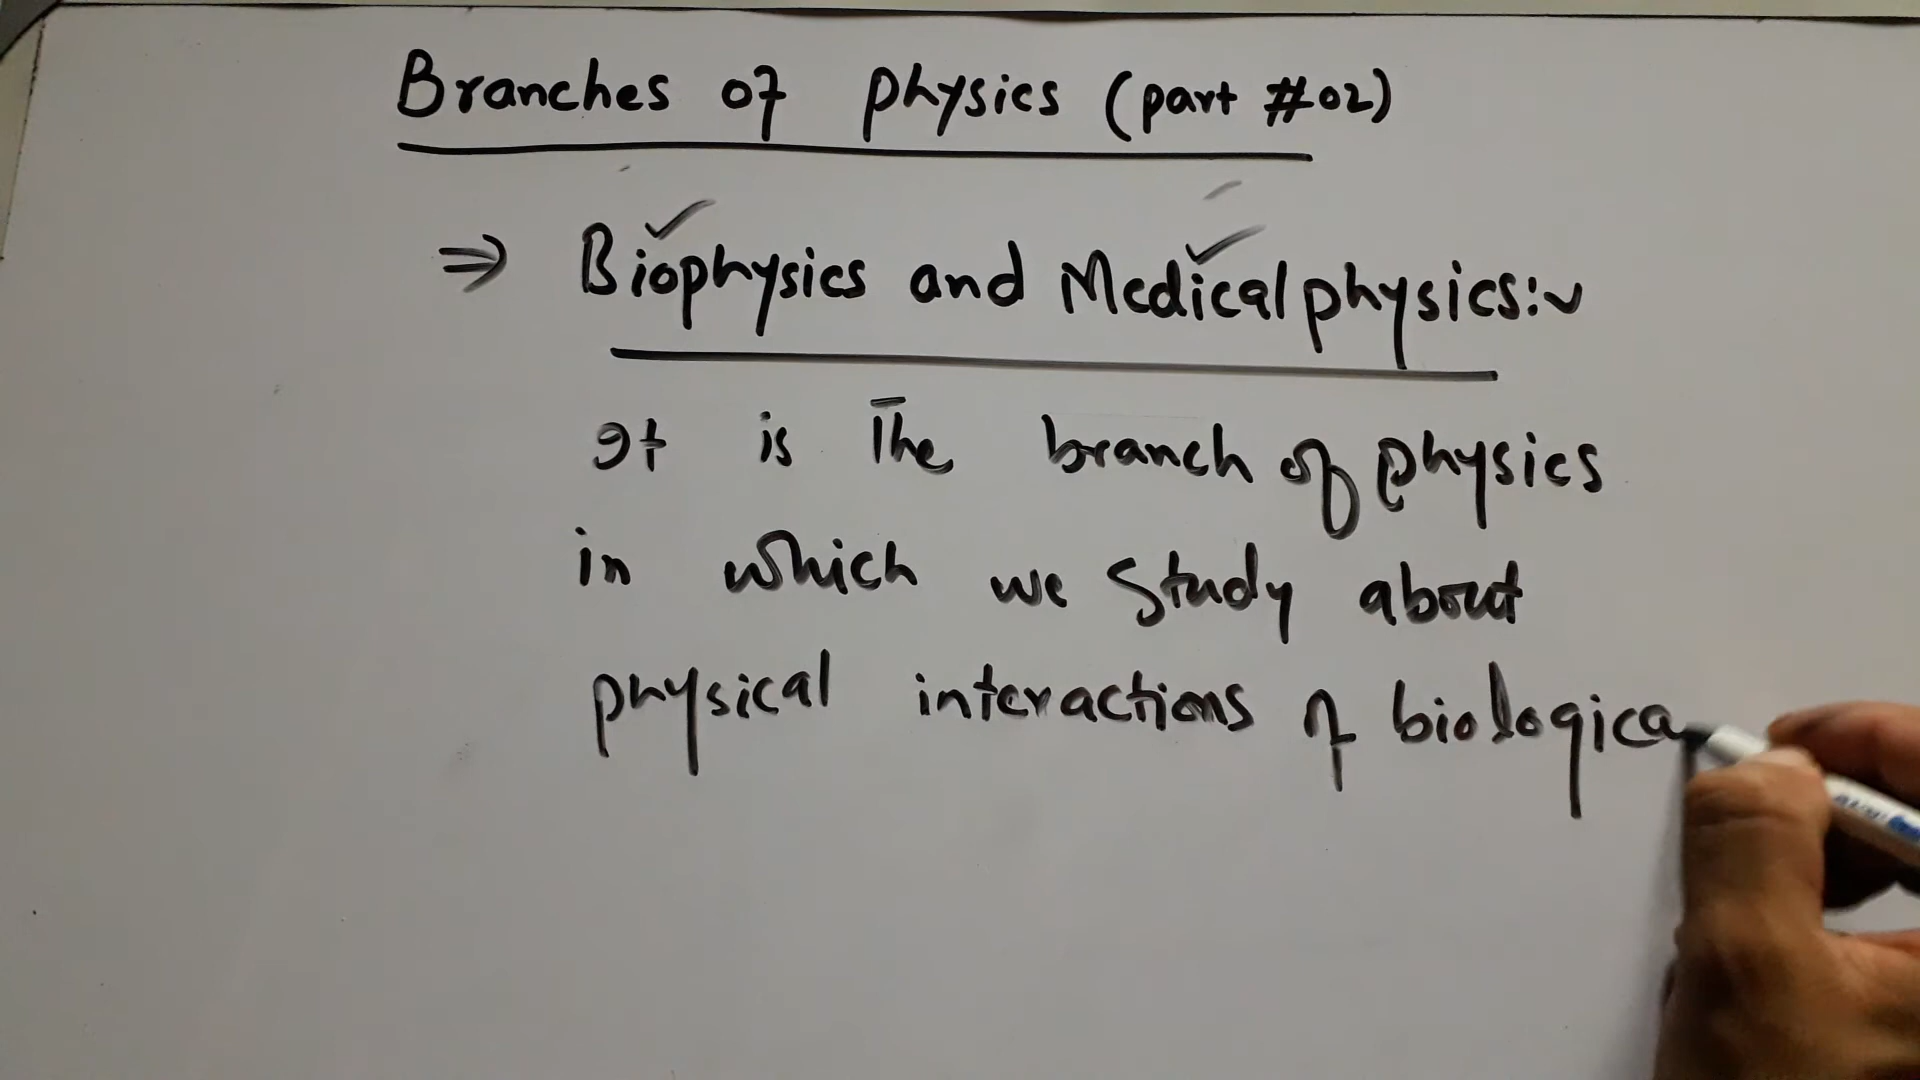 Branches of physics (part #02)
⇒ Biophysics and Medical physics:~
It is The branch of physics
in which we Study about
physical interactions of biologica